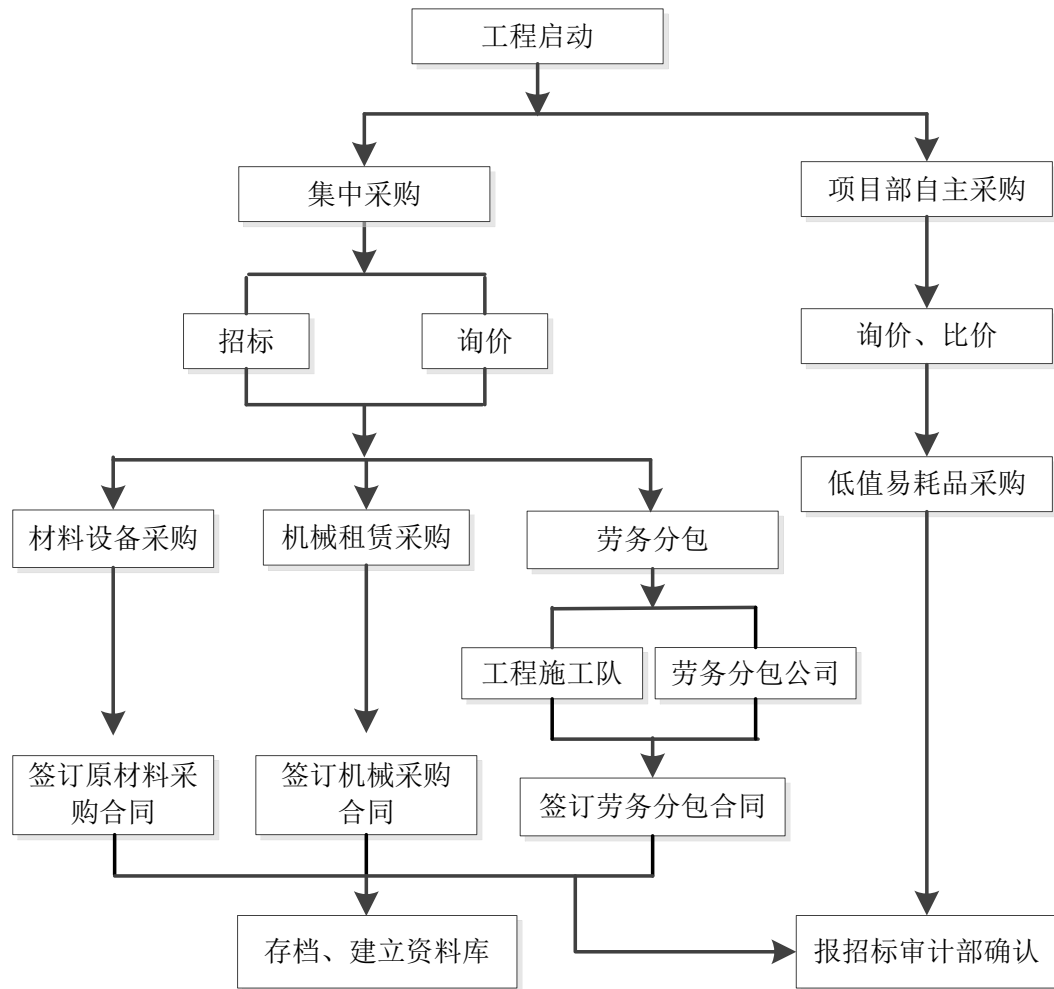 工程启动
集中采购
项目部自主采购
招标
询价
询价、比价
低值易耗品采购
材料设备采购
机械租赁采购
劳务分包
工程施工队
劳务分包公司
签订原材料采
购合同
签订机械采购
合同
签订劳务分包合同
存档、建立资料库
报招标审计部确认